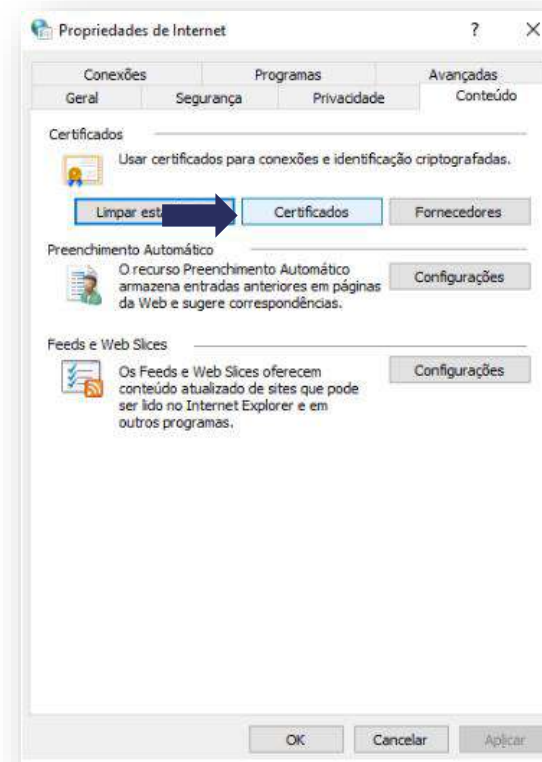 Propriedades de Internet
?
Conexões Programas Avançadas
Geral Segurança Privacidade Conteúdo
Certificados
Usar certificados para conexões e identificação criptografadas.
Limpar Certificados Fornecedores
Preenchimento Automático
O recurso Preenchimento Automático
armazena entradas anteriores em páginas
da Web e sugere correspondências.
Configurações
Feeds e Web Slices
Os Feeds e Web Slices oferecem
conteúdo atualizado de sites que pode
ser lido no Internet Explorer e em
outros programas.
Configurações
OK Cancelar Aplicar